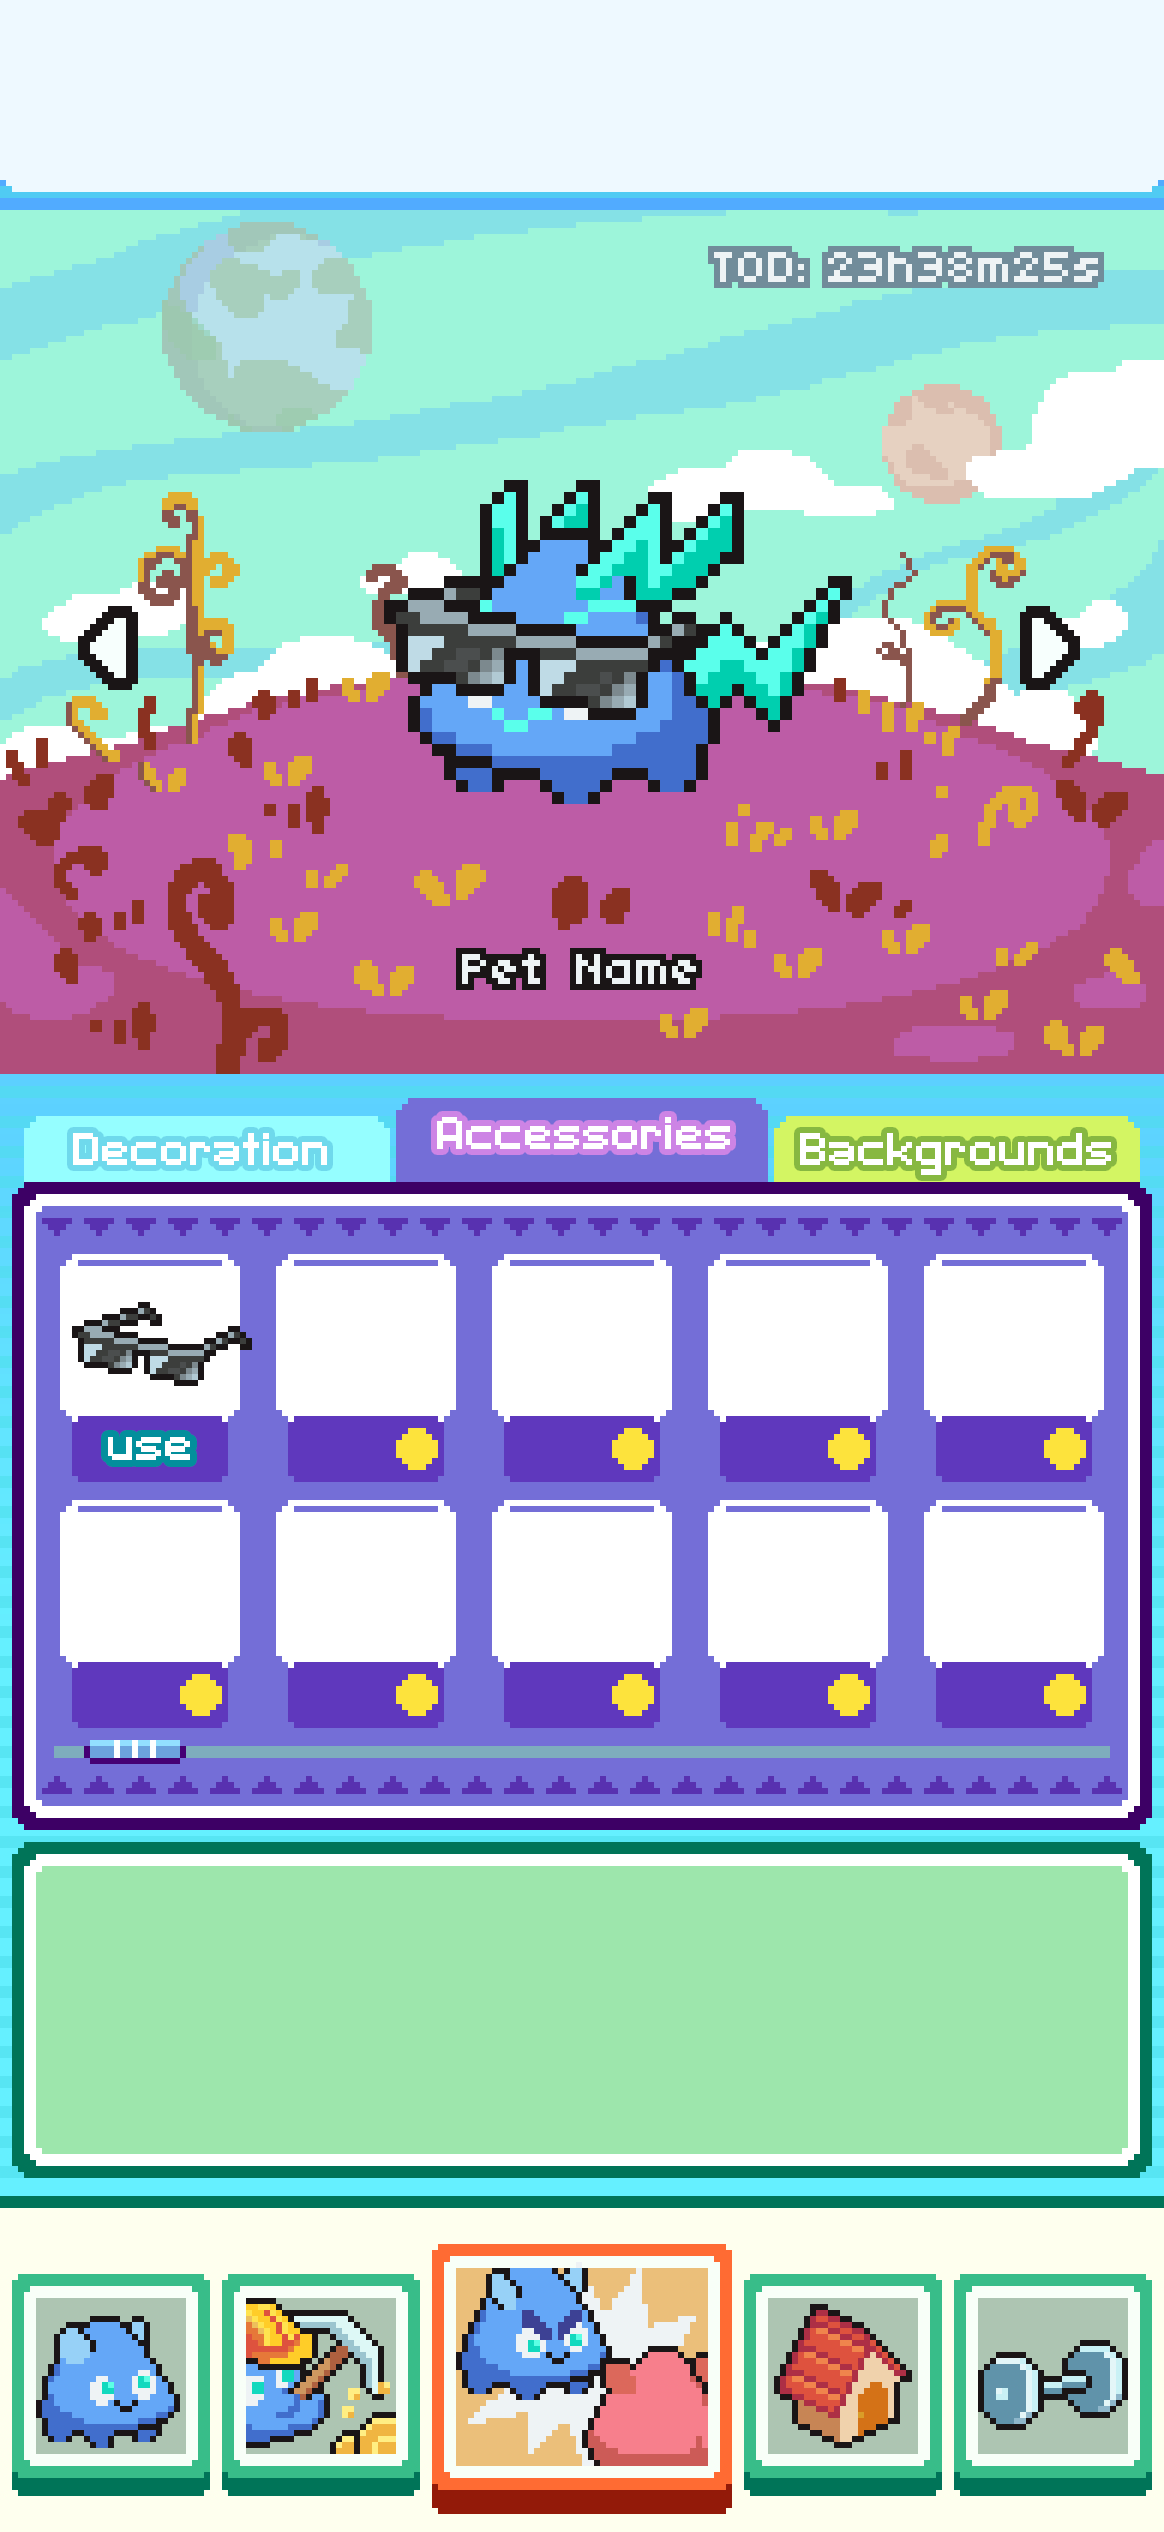 TOD: 23h38m25s
Pet Name
Decoration
Accessories
Backgrounds
use